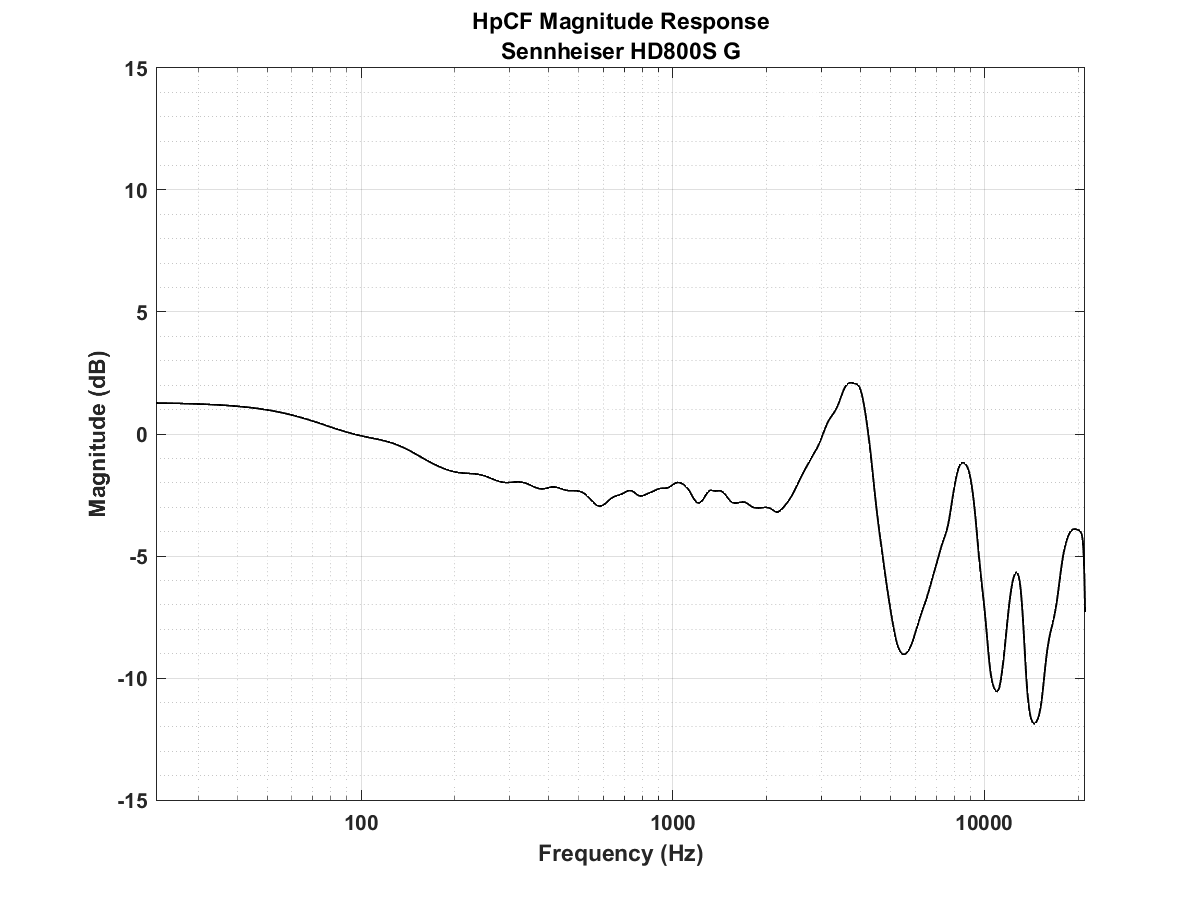 HpCF Magnitude Response
Sennheiser HD800S G
15
10
5
0
-5
-10
-15
Magnitude (dB)
100
1000
10000
Frequency (Hz)